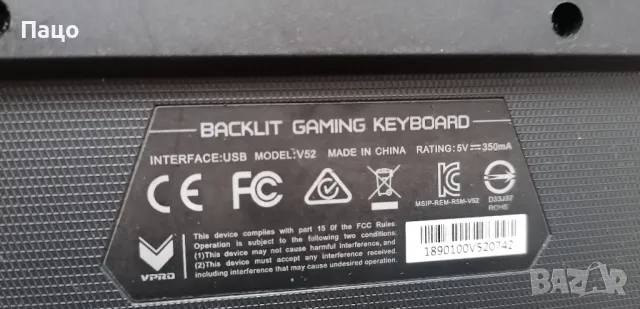 Пацо
BACKLIT GAMING KEYBOARD
INTERFACE:USB MODEL:V52 MADE IN CHINA RATING:5V⎓350mA
CE FC
MSIP-REM-RSM-V52
D33J37
ROHS
VPRO
This device complies with part 15 0f the FCC Rules
Operation is subject to the following two conditions:
(1)This device may not cause harmful Interference, and
(2)This device must accept any interference received.
including interference that may cause undesired operation.
1890100V520742
bazar